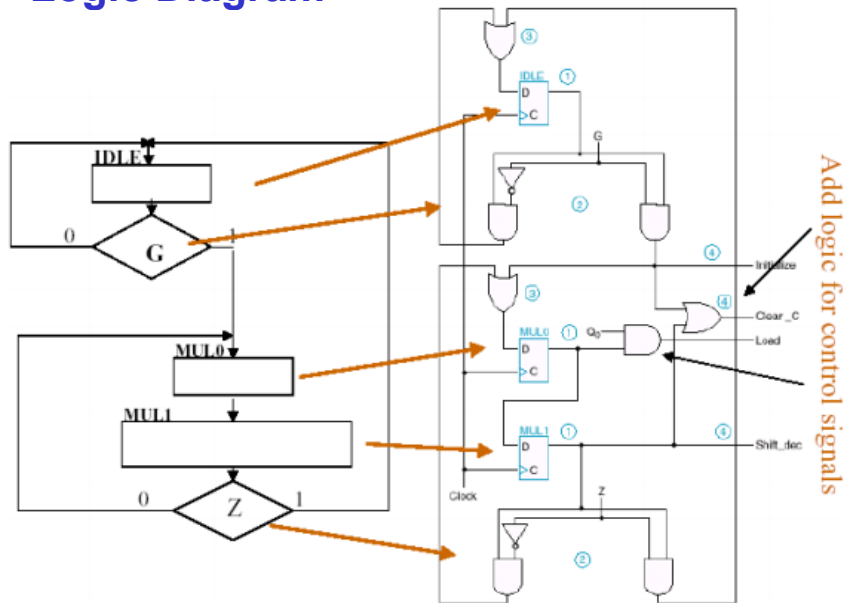 Logic Diagram
IDLE
0
G
1
MUL0
MUL1
0
Z
1
3
IDLE
1
D
C
G
2
4
Initialize
3
4
Clear_C
MUL0
1
Q0
Load
D
C
MUL1
1
4
Shift_dec
D
C
Clock
Z
2
Add logic for control signals